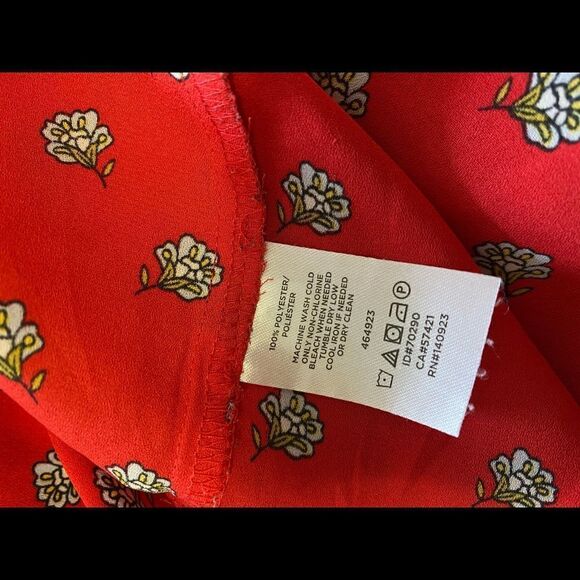 100% POLYESTER/
POLIÉSTER
MACHINE WASH COLD
ONLY NON-CHLORINE
BLEACH WHEN NEEDED
TUMBLE DRY LOW
COOL IRON IF NEEDED
OR DRY CLEAN
464923
ID#70290
CA#57421
RN#140923